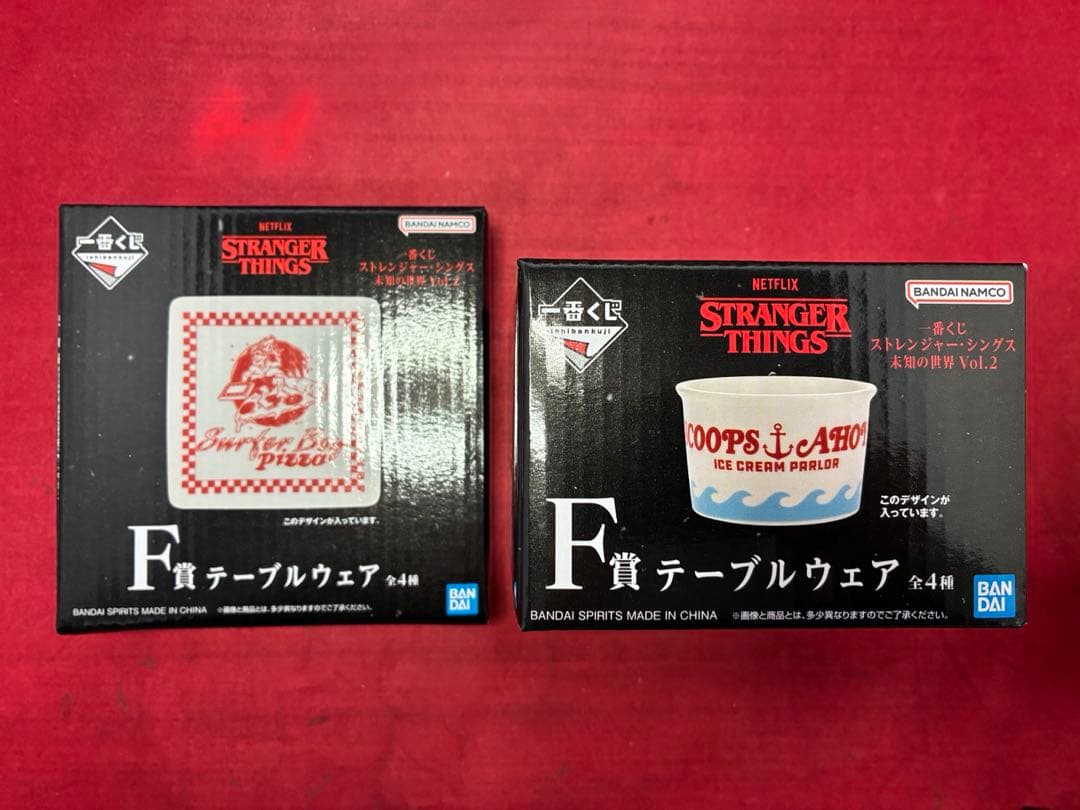 一番くじ
ichibankuji
NETFLIX
STRANGER
THINGS
BANDAI NAMCO
一番くじ
ストレンジャー・シングス
未知の世界 Vol.2
Surfer Boy
Pizza
このデザインが入っています。
F賞 テーブルウェア 全4種
BANDAI SPIRITS MADE IN CHINA ※画像と商品とは、多少異なりますのでご了承ください。
BAN
DAI
一番くじ
ichibankuji
NETFLIX
STRANGER
THINGS
BANDAI NAMCO
一番くじ
ストレンジャー・シングス
未知の世界 Vol.2
COOPS AHOY
ICE CREAM PARLOR
このデザインが
入っています。
F賞 テーブルウェア 全4種
BANDAI SPIRITS MADE IN CHINA ※画像と商品とは、多少異なりますのでご了承ください。
BAN
DAI